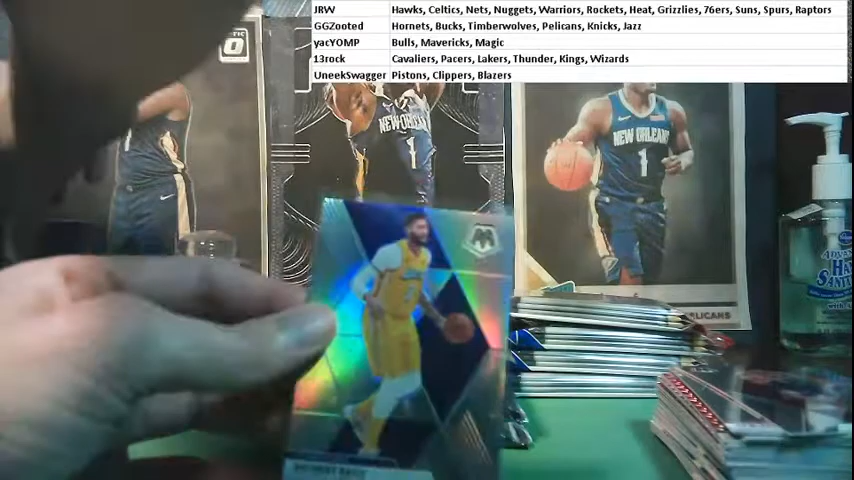 JRW Hawks, Celtics, Nets, Nuggets, Warriors, Rockets, Heat, Grizzlies, 76ers, Suns, Spurs, Raptors
GGZooted Hornets, Bucks, Timberwolves, Pelicans, Knicks, Jazz
yacYOMP Bulls, Mavericks, Magic
13rock Cavaliers, Pacers, Lakers, Thunder, Kings, Wizards
UneekSwagger Pistons, Clippers, Blazers
NEW ORLEANS
1
NEW ORLEANS
1